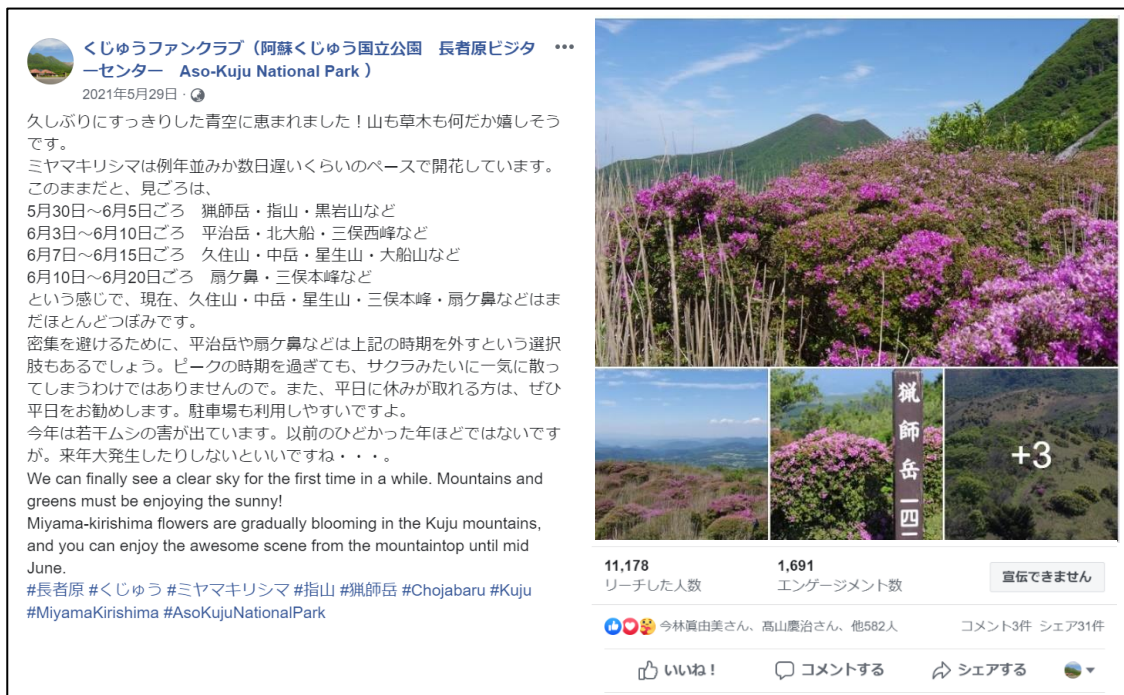 くじゅうファンクラブ（阿蘇くじゅう国立公園　長者原ビジタ
ーセンター　Aso-Kuju National Park ）
2021年5月29日 ·
久しぶりにすっきりした青空に恵まれました！山も草木も何だか嬉しそう
です。
ミヤマキリシマは例年並みか数日遅いくらいのペースで開花しています。
このままだと、見ごろは、
5月30日～6月5日ごろ　猟師岳・指山・黒岩山など
6月3日～6月10日ごろ　平治岳・北大船・三俣西峰など
6月7日～6月15日ごろ　久住山・中岳・星生山・大船山など
6月10日～6月20日ごろ　扇ケ鼻・三俣本峰など
という感じで、現在、久住山・中岳・星生山・三俣本峰・扇ケ鼻などはま
だほとんどつぼみです。
密集を避けるために、平治岳や扇ケ鼻などは上記の時期を外すという選択
肢もあるでしょう。ピークの時期を過ぎても、サクラみたいに一気に散っ
てしまうわけではありませんので。また、平日に休みが取れる方は、ぜひ
平日をお勧めします。駐車場も利用しやすいですよ。
今年は若干ムシの害が出ています。以前のひどかった年ほどではないです
が。来年大発生したりしないといいですね・・・。
We can finally see a clear sky for the first time in a while. Mountains and
greens must be enjoying the sunny!
Miyama-kirishima flowers are gradually blooming in the Kuju mountains,
and you can enjoy the awesome scene from the mountaintop until mid
June.
#長者原 #くじゅう #ミヤマキリシマ #指山 #猟師岳 #Chojabaru #Kuju
#MiyamaKirishima #AsoKujuNationalPark
猟師岳 一四
+3
11,178
リーチした人数
1,691
エンゲージメント数
宣伝できません
今林眞由美さん、髙山慶治さん、他582人
コメント3件 シェア31件
いいね！
コメントする
シェアする